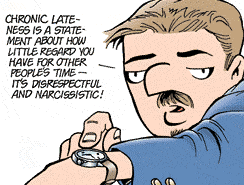 CHRONIC LATE-
NESS IS A STATE-
MENT ABOUT HOW
LITTLE REGARD YOU
HAVE FOR OTHER
PEOPLE'S TIME —
IT'S DISRESPECTFUL
AND NARCISSISTIC!